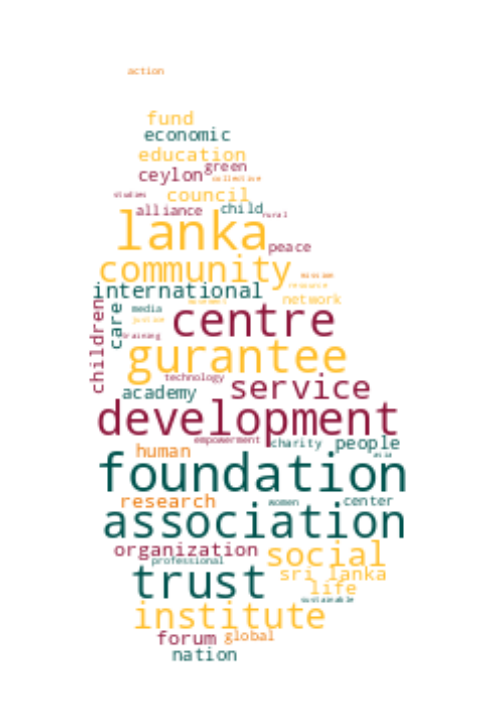 action
fund
economic
education
green
ceylon
collective
studies
council
alliance
child
rural
lanka
peace
community
mission
resource
international
network
children
care
media
justice
centre
training
gurantee
technology
service
academy
development
empowerment
charity
people
human
asia
foundation
research
women
center
association
organization
social
professional
sri lanka
trust
life
sustainable
institute
forum
global
nation